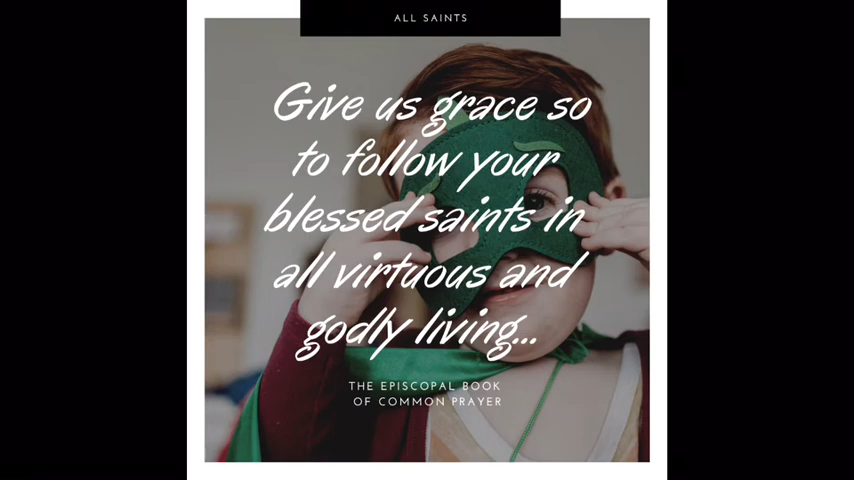 ALL SAINTS
Give us grace so
to follow your
blessed saints in
all virtuous and
godly living...
THE EPISCOPAL BOOK
OF COMMON PRAYER